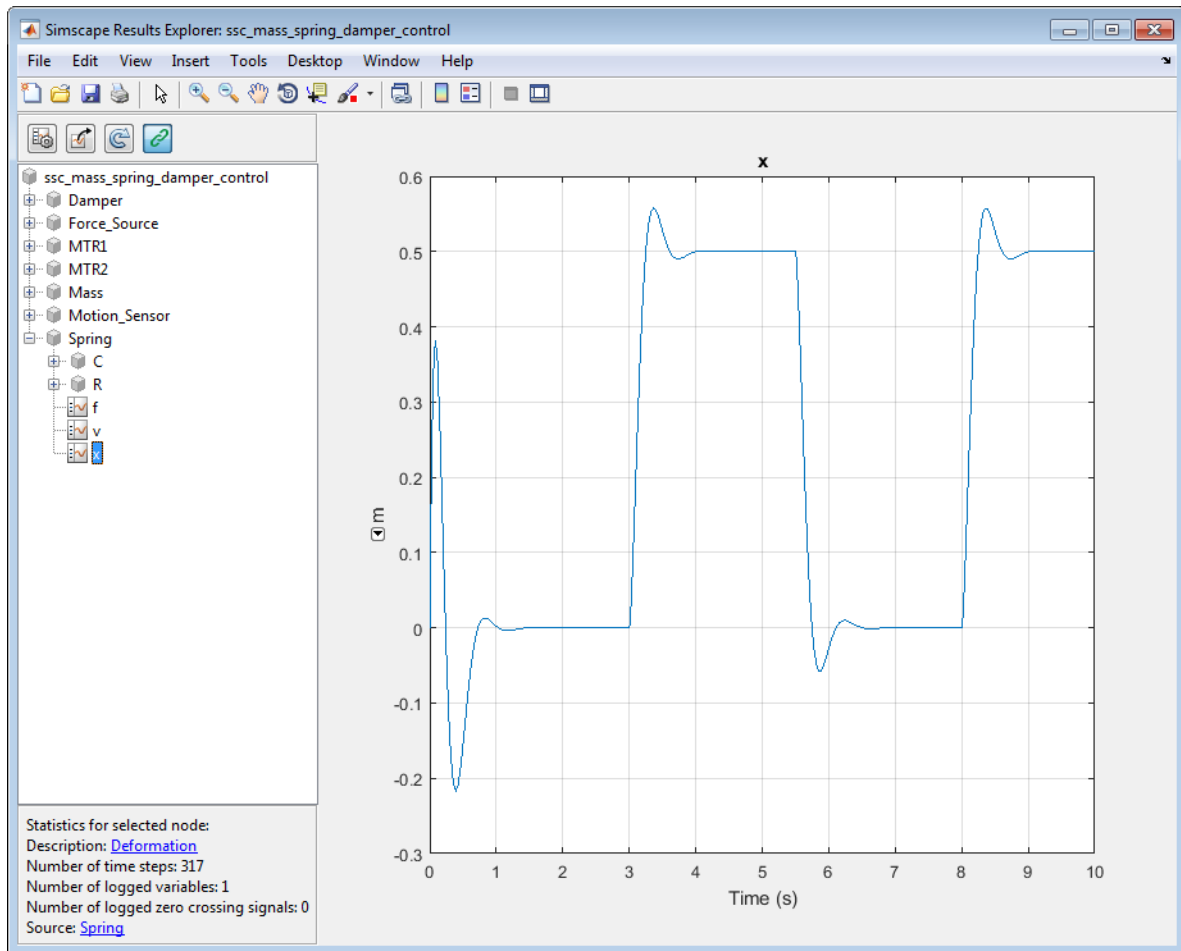 Simscape Results Explorer: ssc_mass_spring_damper_control
File Edit View Insert Tools Desktop Window Help
ssc_mass_spring_damper_control
Damper
Force_Source
MTR1
MTR2
Mass
Motion_Sensor
Spring
C
R
f
v
x
Statistics for selected node:
Description: Deformation
Number of time steps: 317
Number of logged variables: 1
Number of logged zero crossing signals: 0
Source: Spring
x
0.6
0.5
0.4
0.3
0.2
0.1
0
-0.1
-0.2
-0.3
m
0 1 2 3 4 5 6 7 8 9 10
Time (s)